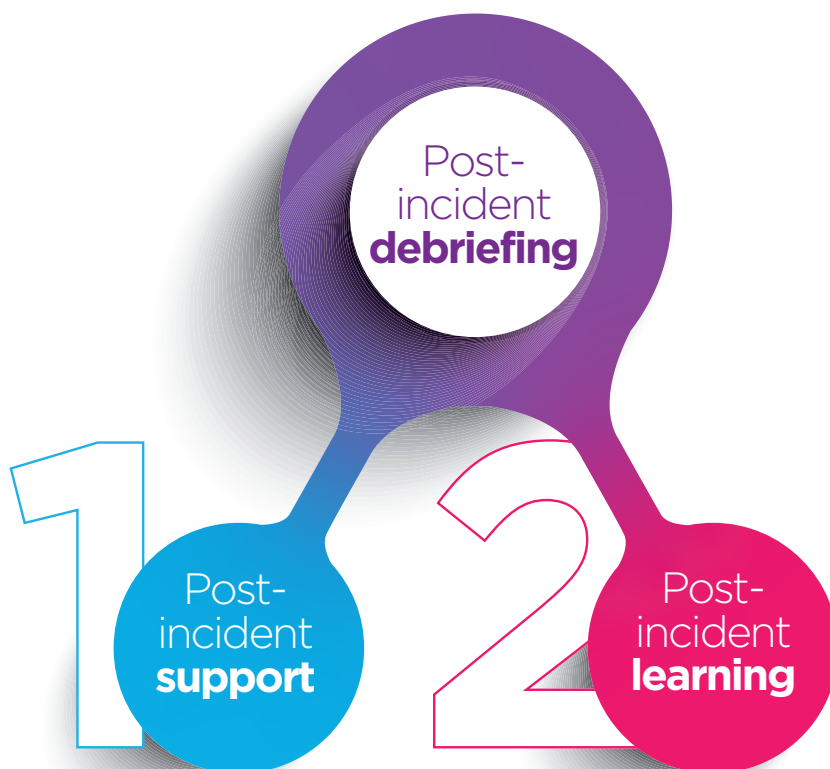 Post-
incident
debriefing
1
Post-
incident
support
2
Post-
incident
learning